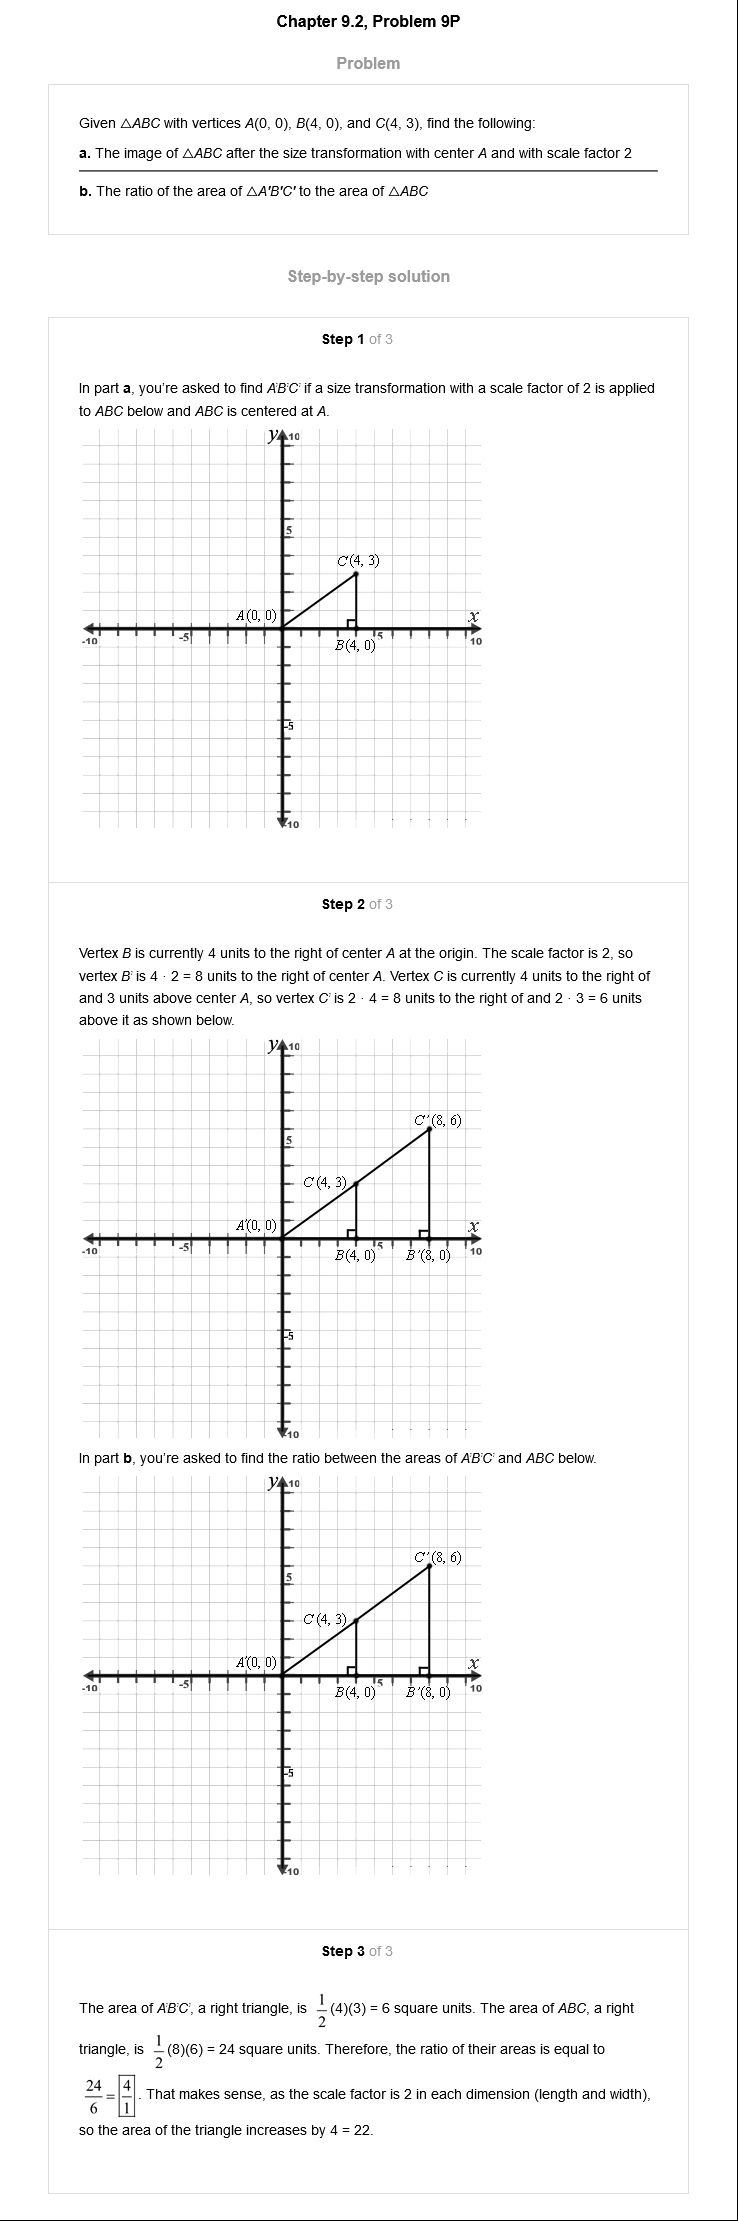 Chapter 9.2, Problem 9P
Problem
Given △ABC with vertices A(0, 0), B(4, 0), and C(4, 3), find the following:
a. The image of △ABC after the size transformation with center A and with scale factor 2
b. The ratio of the area of △A'B'C' to the area of △ABC
Step-by-step solution
Step 1 of 3
In part a, you're asked to find A'B'C' if a size transformation with a scale factor of 2 is applied
to ABC below and ABC is centered at A.
y 10
5
C(4, 3)
A(0, 0)
x
-10 -5 5 10
B(4, 0)
-5
-10
Step 2 of 3
Vertex B is currently 4 units to the right of center A at the origin. The scale factor is 2, so
vertex B' is 4 · 2 = 8 units to the right of center A. Vertex C is currently 4 units to the right of
and 3 units above center A, so vertex C' is 2 · 4 = 8 units to the right of and 2 · 3 = 6 units
above it as shown below.
y 10
C'(8, 6)
5
C(4, 3)
A'(0, 0)
x
-10 -5 5 10
B(4, 0) B'(8, 0)
-5
-10
In part b, you're asked to find the ratio between the areas of A'B'C' and ABC below.
y 10
C'(8, 6)
5
C(4, 3)
A'(0, 0)
x
-10 -5 5 10
B(4, 0) B'(8, 0)
-5
-10
Step 3 of 3
The area of A'B'C', a right triangle, is 1/2 (4)(3) = 6 square units. The area of ABC, a right
triangle, is 1/2 (8)(6) = 24 square units. Therefore, the ratio of their areas is equal to
24/6 = 4/1. That makes sense, as the scale factor is 2 in each dimension (length and width),
so the area of the triangle increases by 4 = 22.